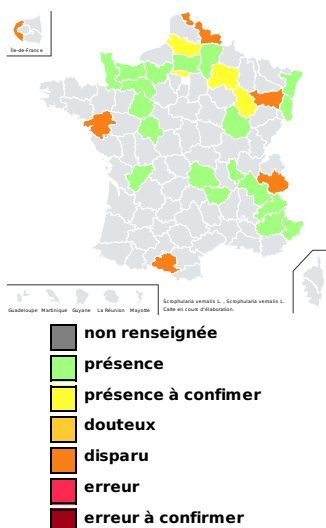 Île-de-France
Guadeloupe Martinique Guyane La Réunion Mayotte
Scrophularia vernalis L., Scrophularia vernalis L.
Carte en cours d'élaboration.
non renseignée
présence
présence à confimer
douteux
disparu
erreur
erreur à confirmer